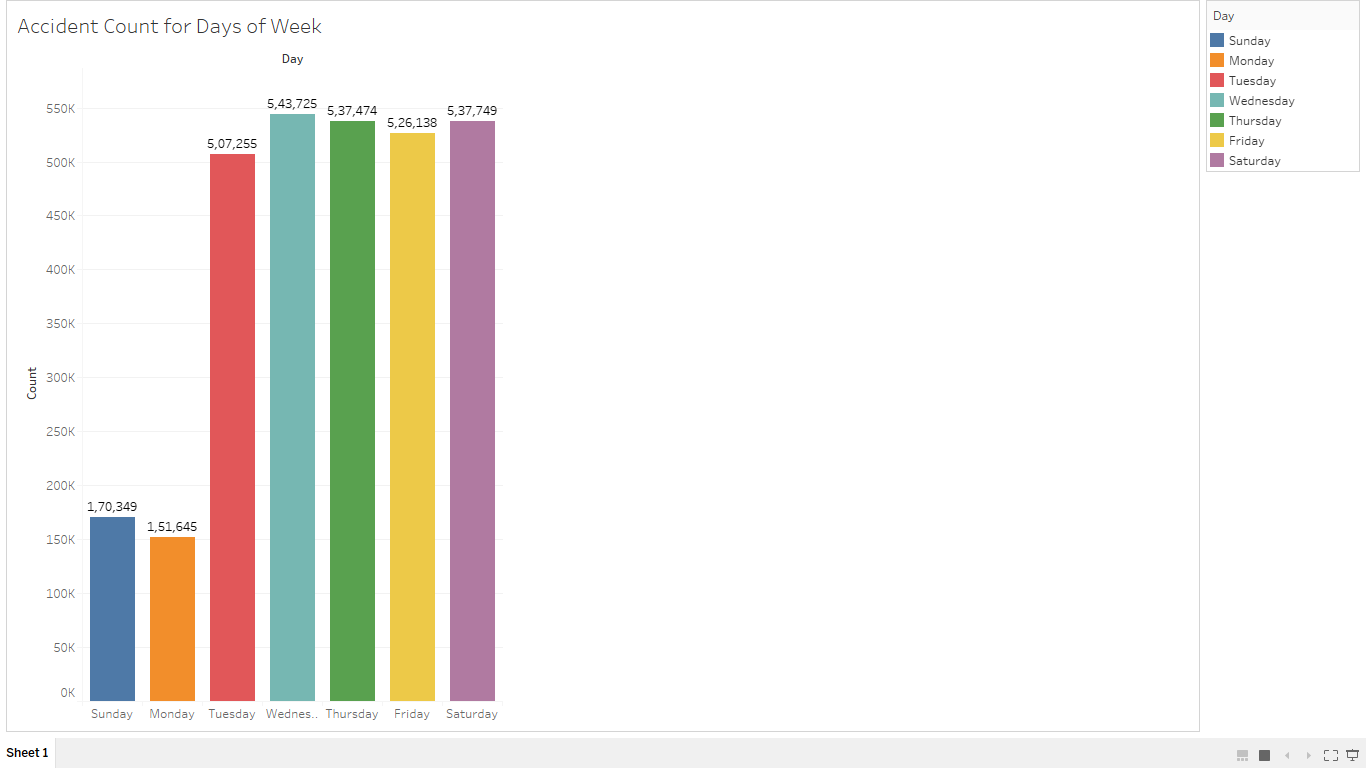 Accident Count for Days of Week
Day
550K
500K
450K
400K
350K
300K
250K
200K
150K
100K
50K
0K
Count
1,70,349
1,51,645
5,07,255
5,43,725
5,37,474
5,26,138
5,37,749
Sunday Monday Tuesday Wednes.. Thursday Friday Saturday
Day
Sunday
Monday
Tuesday
Wednesday
Thursday
Friday
Saturday
Sheet 1